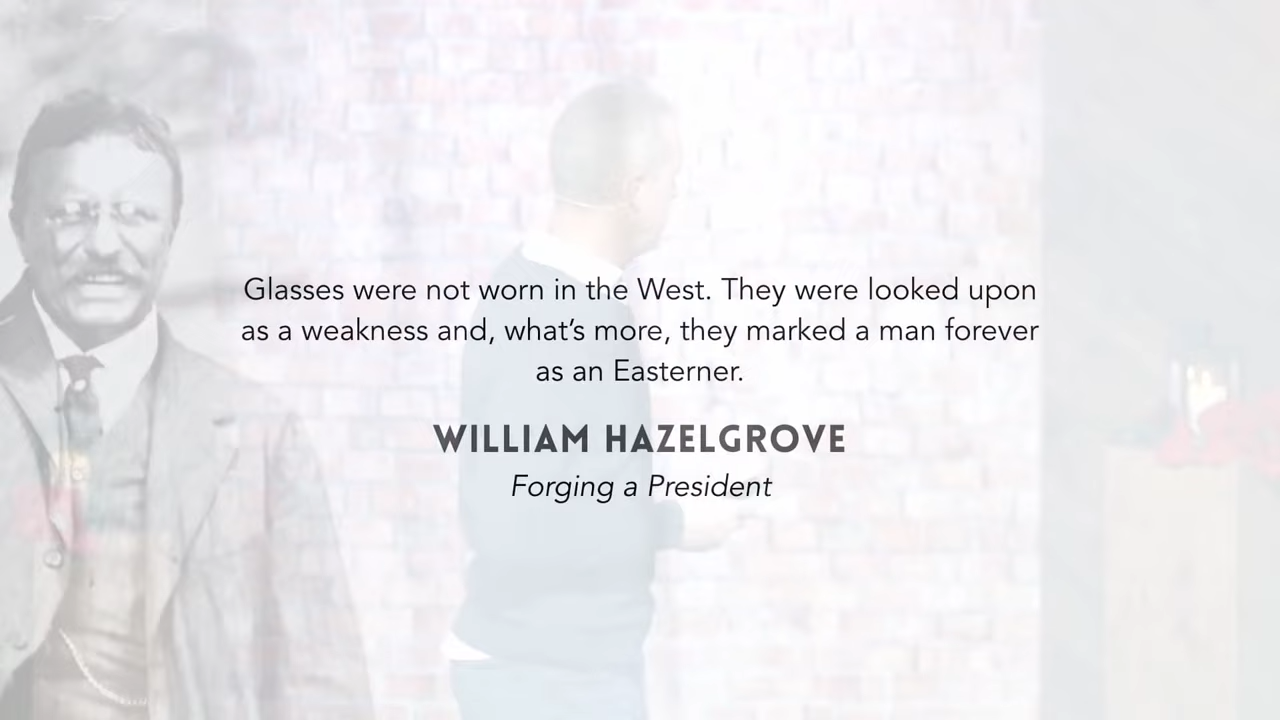 Glasses were not worn in the West. They were looked upon
as a weakness and, what’s more, they marked a man forever
as an Easterner.
WILLIAM HAZELGROVE
Forging a President